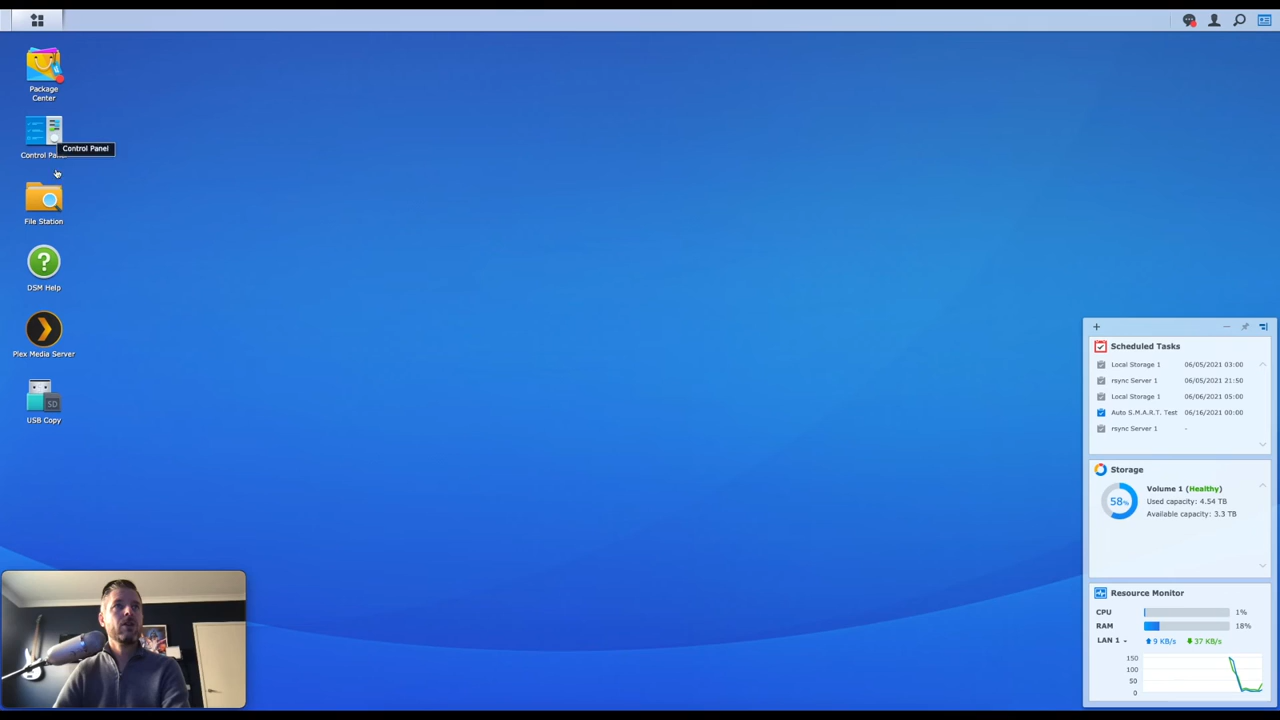 Package
Center
Control Panel
Control Pa
File Station
DSM Help
Plex Media Server
SD
USB Copy
Scheduled Tasks
Local Storage 1 06/05/2021 03:00
rsync Server 1 06/05/2021 21:50
Local Storage 1 06/06/2021 05:00
Auto S.M.A.R.T. Test 06/16/2021 00:00
rsync Server 1 -
Storage
58%
Volume 1 (Healthy)
Used capacity: 4.54 TB
Available capacity: 3.3 TB
Resource Monitor
CPU 1%
RAM 18%
LAN 1 9 KB/s 37 KB/s
150
100
50
0